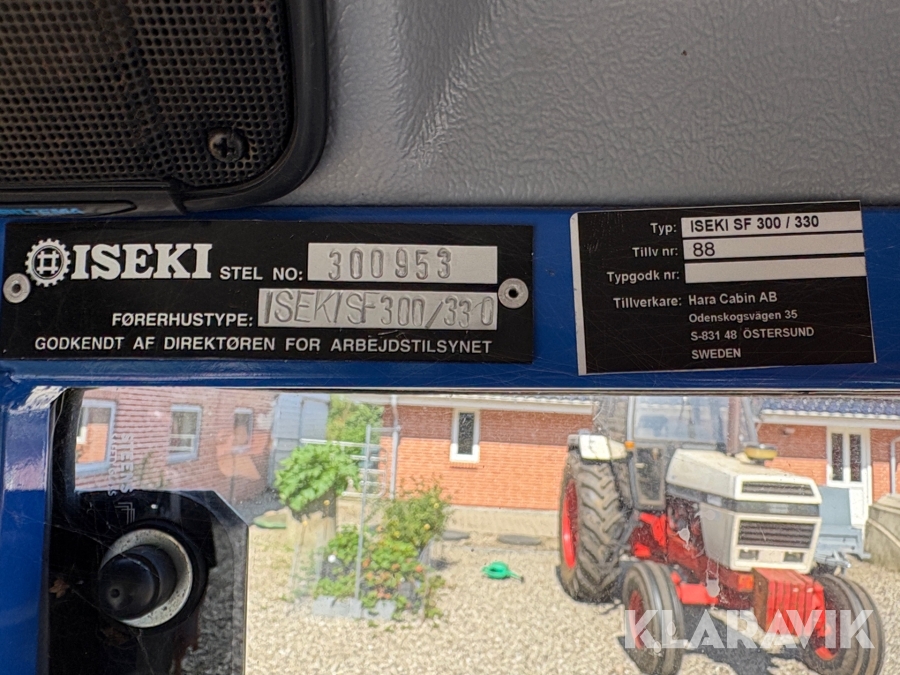 ISEKI STEL NO: 300953
FØRERHUSTYPE: ISEKI SF 300/330
GODKENDT AF DIREKTØREN FOR ARBEJDSTILSYNET
Typ: ISEKI SF 300 / 330
Tillv nr: 88
Typgodk nr:
Tillverkare: Hara Cabin AB
Odenskogsvägen 35
S-831 48 ÖSTERSUND
SWEDEN
KLARAVIK